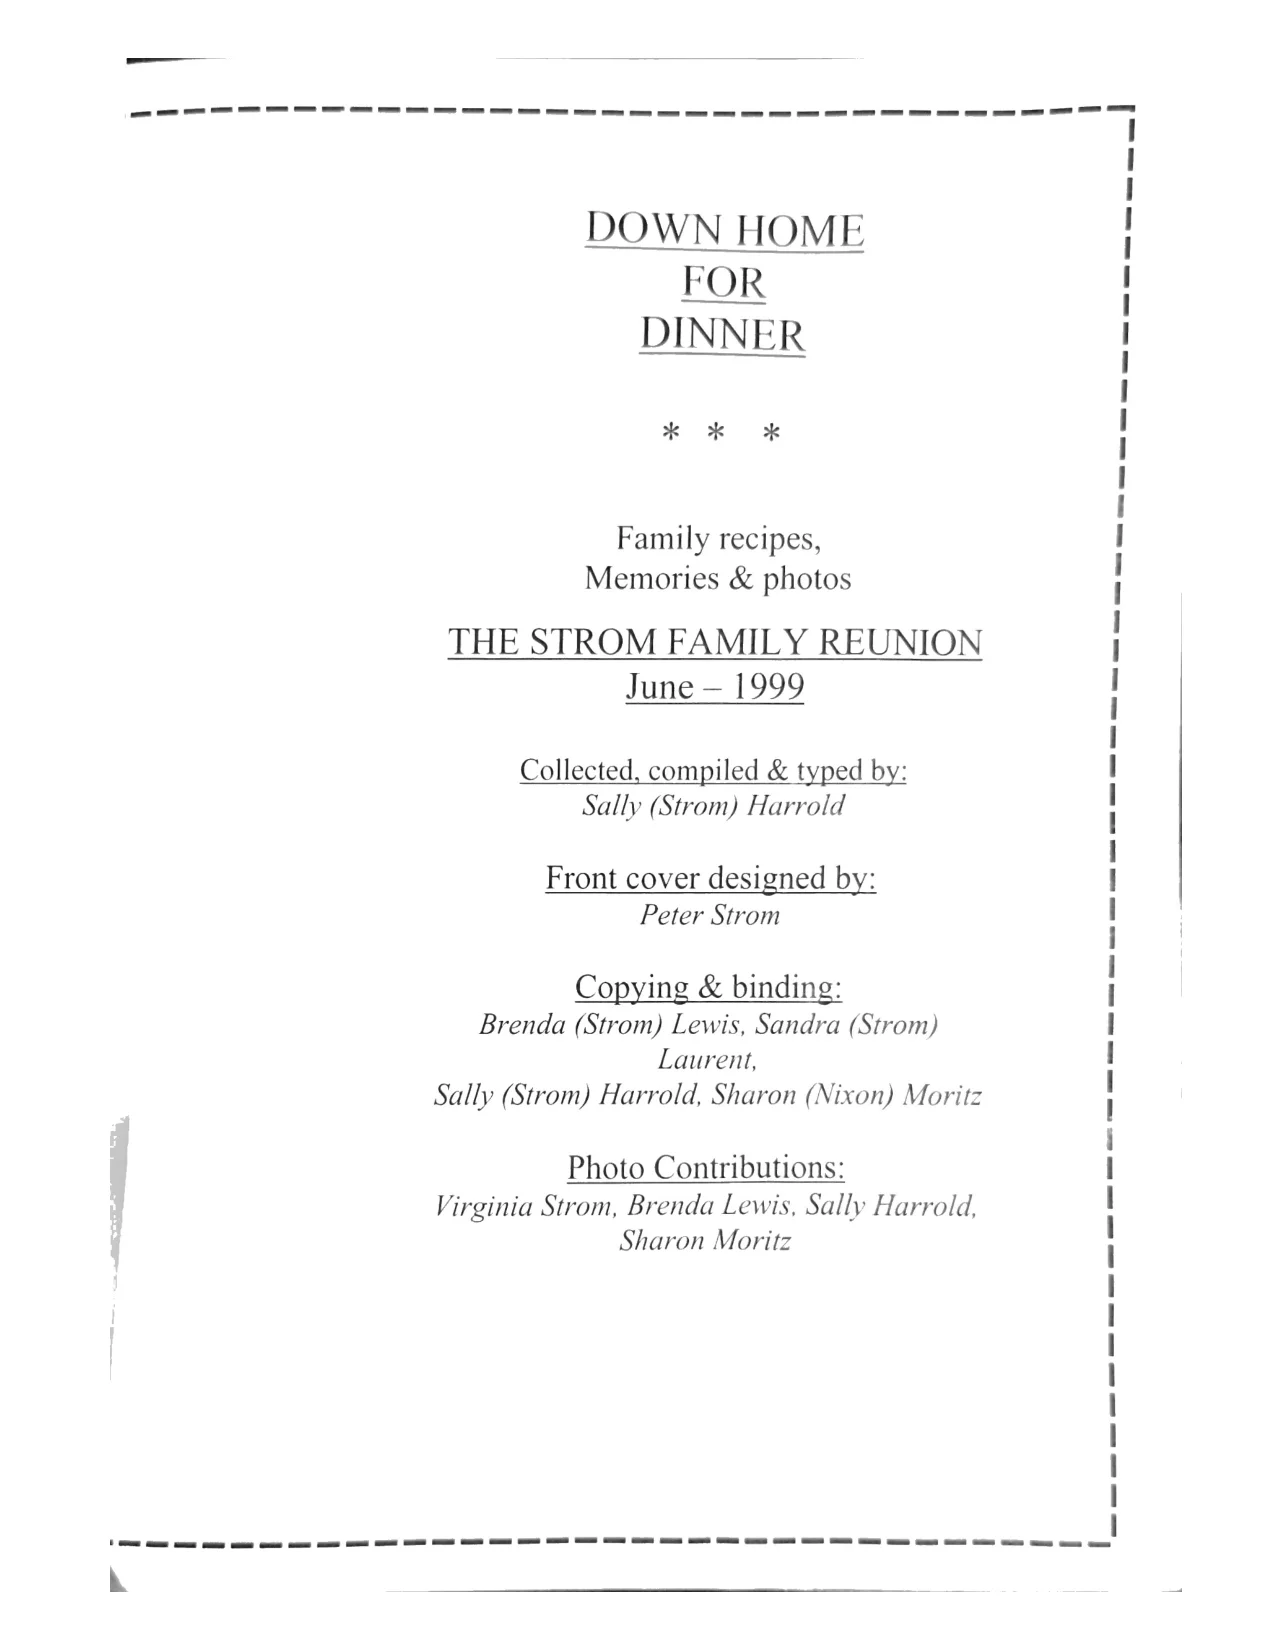 DOWN HOME
FOR
DINNER
* * *
Family recipes,
Memories & photos
THE STROM FAMILY REUNION
June – 1999
Collected, compiled & typed by:
Sally (Strom) Harrold
Front cover designed by:
Peter Strom
Copying & binding:
Brenda (Strom) Lewis, Sandra (Strom)
Laurent,
Sally (Strom) Harrold, Sharon (Nixon) Moritz
Photo Contributions:
Virginia Strom, Brenda Lewis, Sally Harrold,
Sharon Moritz